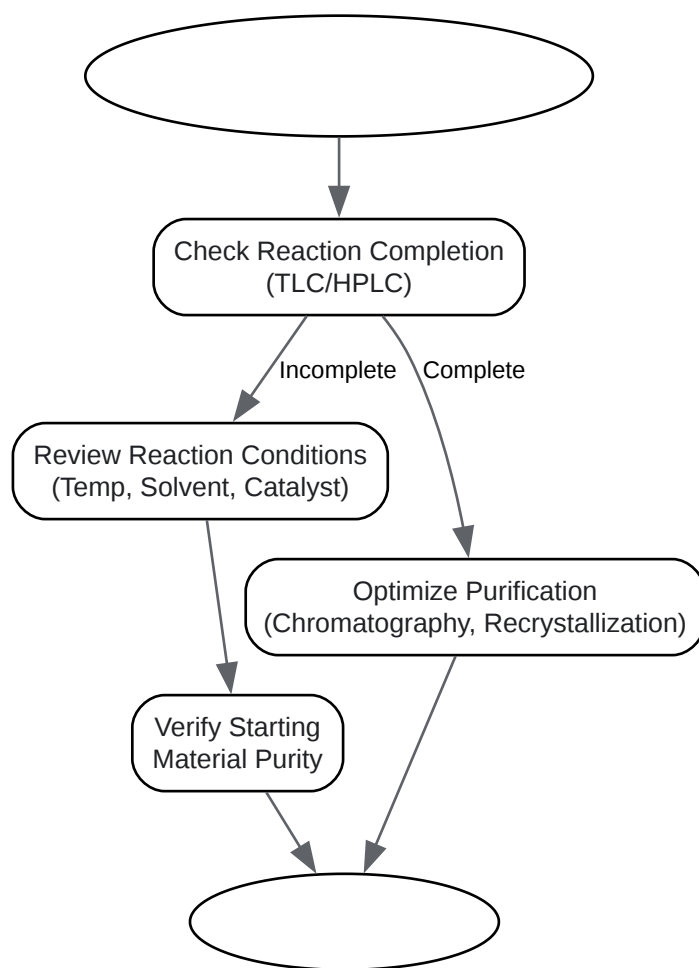 Check Reaction Completion
(TLC/HPLC)
Incomplete
Complete
Review Reaction Conditions
(Temp, Solvent, Catalyst)
Optimize Purification
(Chromatography, Recrystallization)
Verify Starting
Material Purity